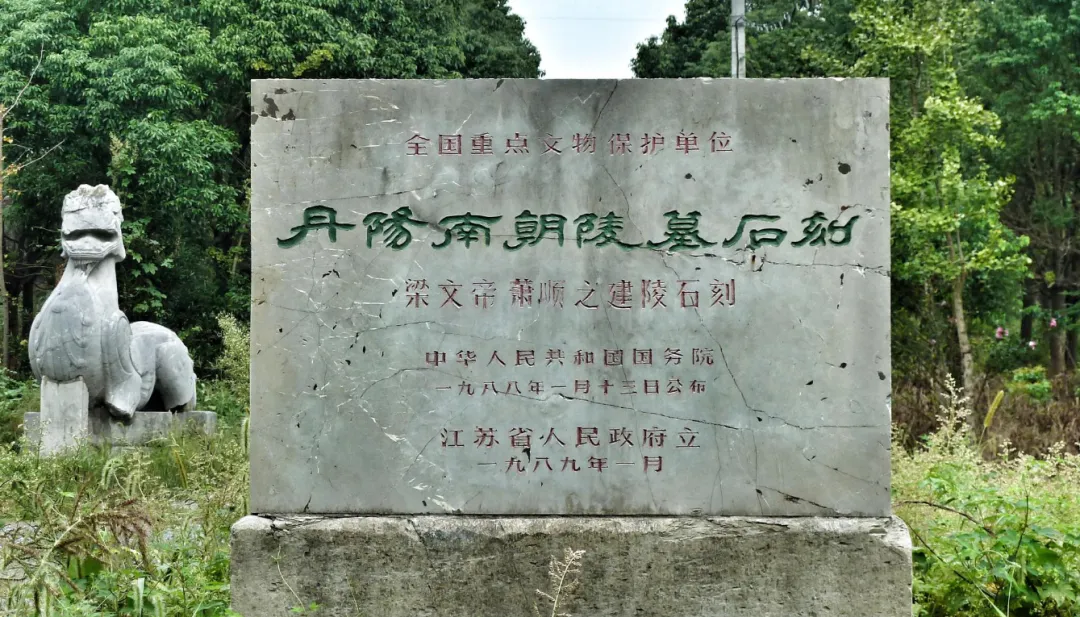 全国重点文物保护单位
丹陽南朝陵墓石刻
梁文帝萧顺之建陵石刻
中华人民共和國国务院
一九八八年一月十三日公布
江苏省人民政府立
一九八九年一月